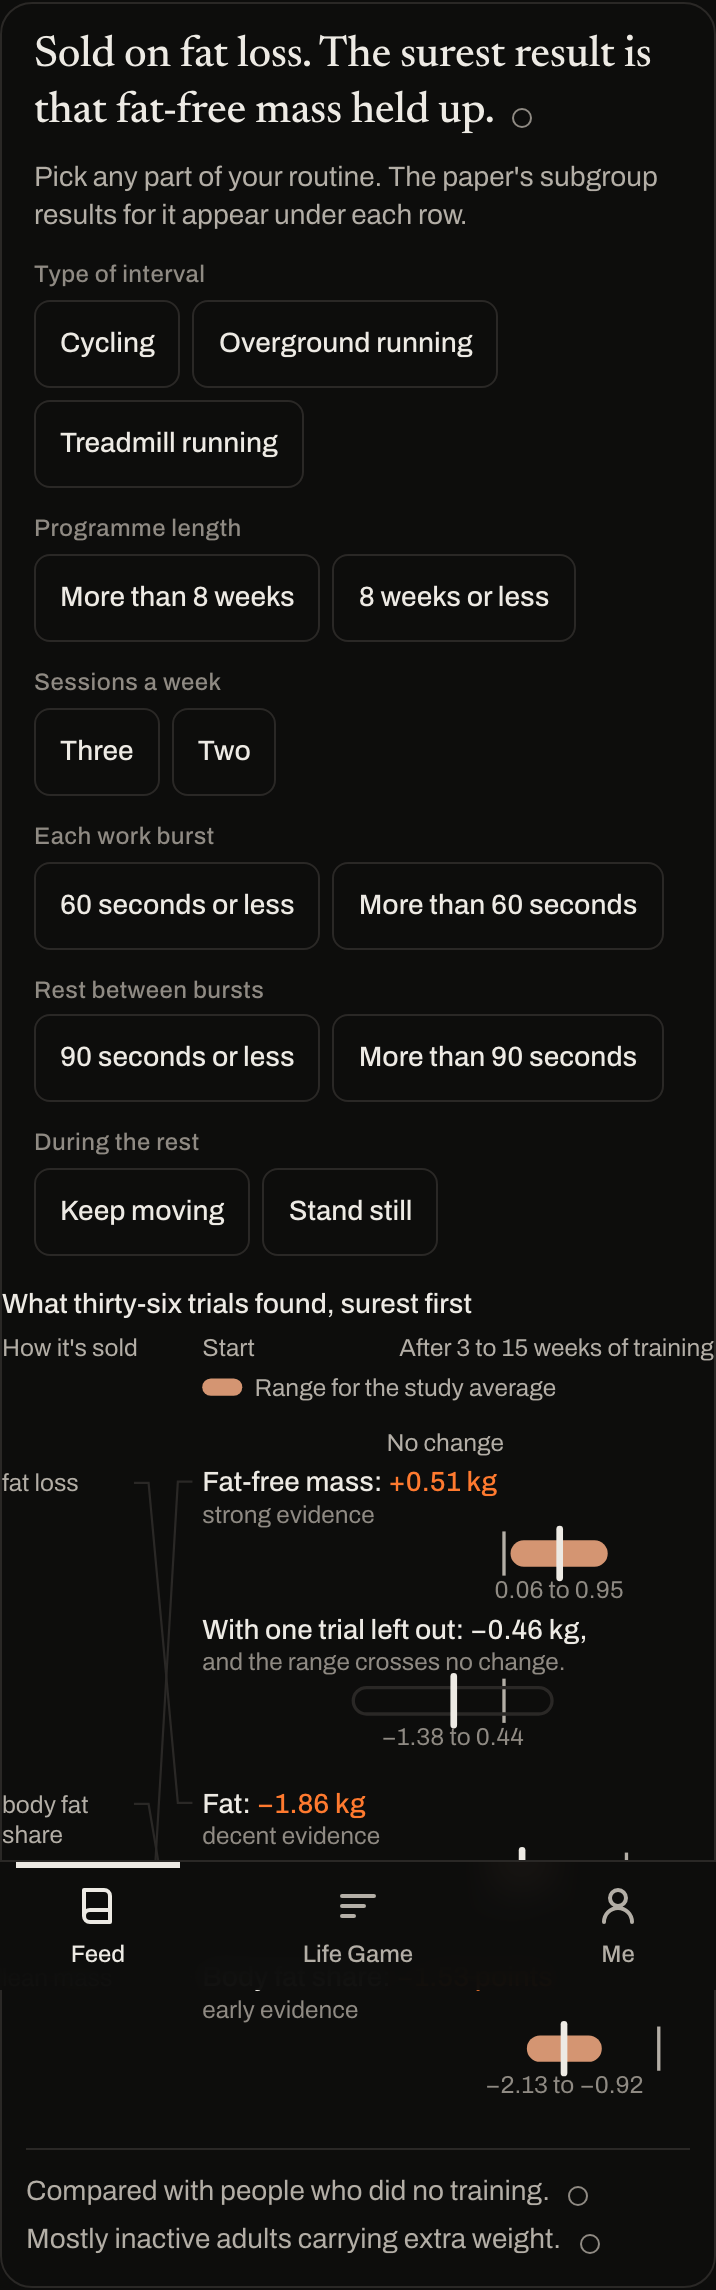 Sold on fat loss. The surest result is
that fat-free mass held up.
Pick any part of your routine. The paper's subgroup
results for it appear under each row.
Type of interval
Cycling
Overground running
Treadmill running
Programme length
More than 8 weeks
8 weeks or less
Sessions a week
Three
Two
Each work burst
60 seconds or less
More than 60 seconds
Rest between bursts
90 seconds or less
More than 90 seconds
During the rest
Keep moving
Stand still
What thirty-six trials found, surest first
How it's sold
Start
After 3 to 15 weeks of training
Range for the study average
No change
fat loss
Fat-free mass: +0.51 kg
strong evidence
0.06 to 0.95
With one trial left out: −0.46 kg,
and the range crosses no change.
−1.38 to 0.44
body fat
share
Fat: −1.86 kg
decent evidence
Feed
Life Game
Me
early evidence
−2.13 to −0.92
Compared with people who did no training.
Mostly inactive adults carrying extra weight.